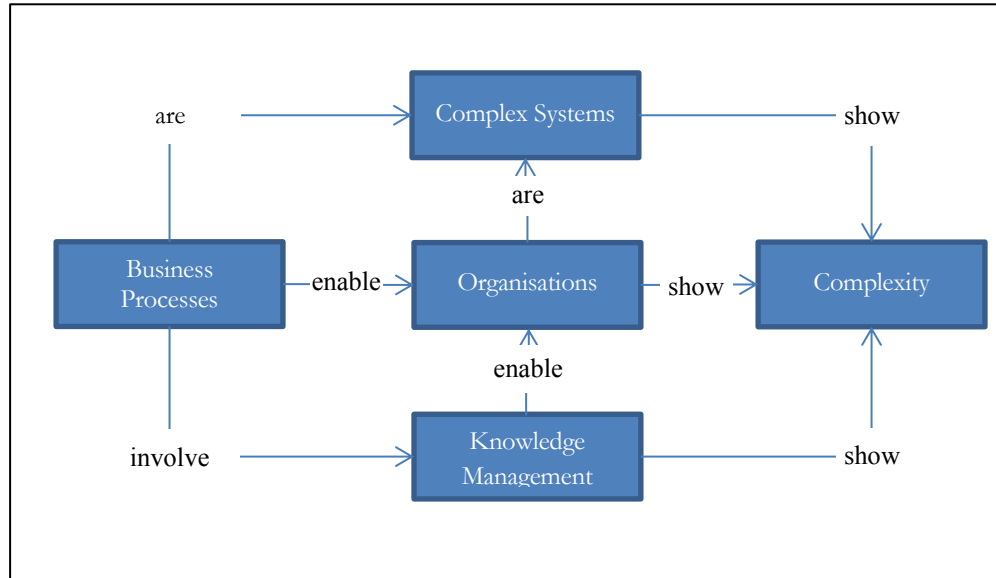 are
Complex Systems
show
are
Business
Processes
enable
Organisations
show
Complexity
enable
involve
Knowledge
Management
show